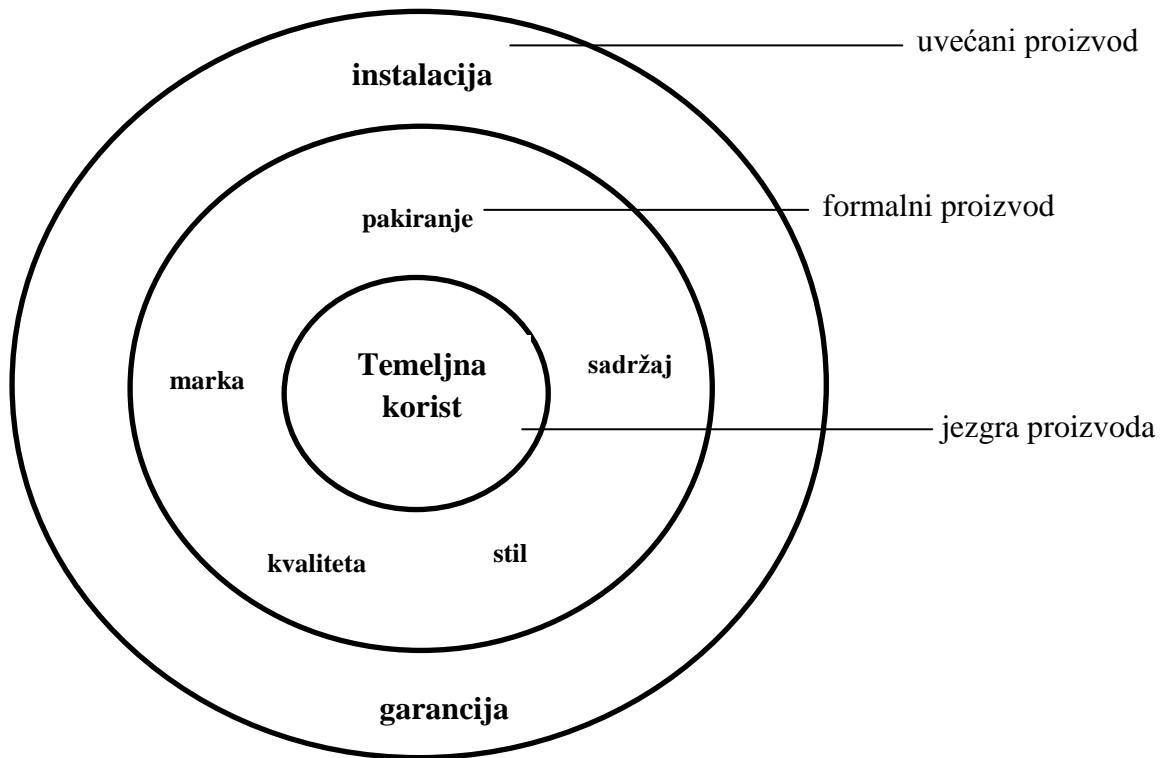 uvećani proizvod
instalacija
formalni proizvod
pakiranje
Temeljna
korist
sadržaj
marka
jezgra proizvoda
kvaliteta
stil
garancija